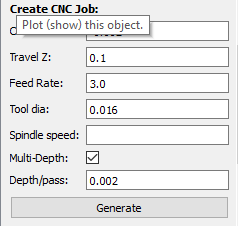 Create CNC Job:
Plot (show) this object.
Travel Z: 0.1
Feed Rate: 3.0
Tool dia: 0.016
Spindle speed:
Multi-Depth:
Depth/pass: 0.002
Generate